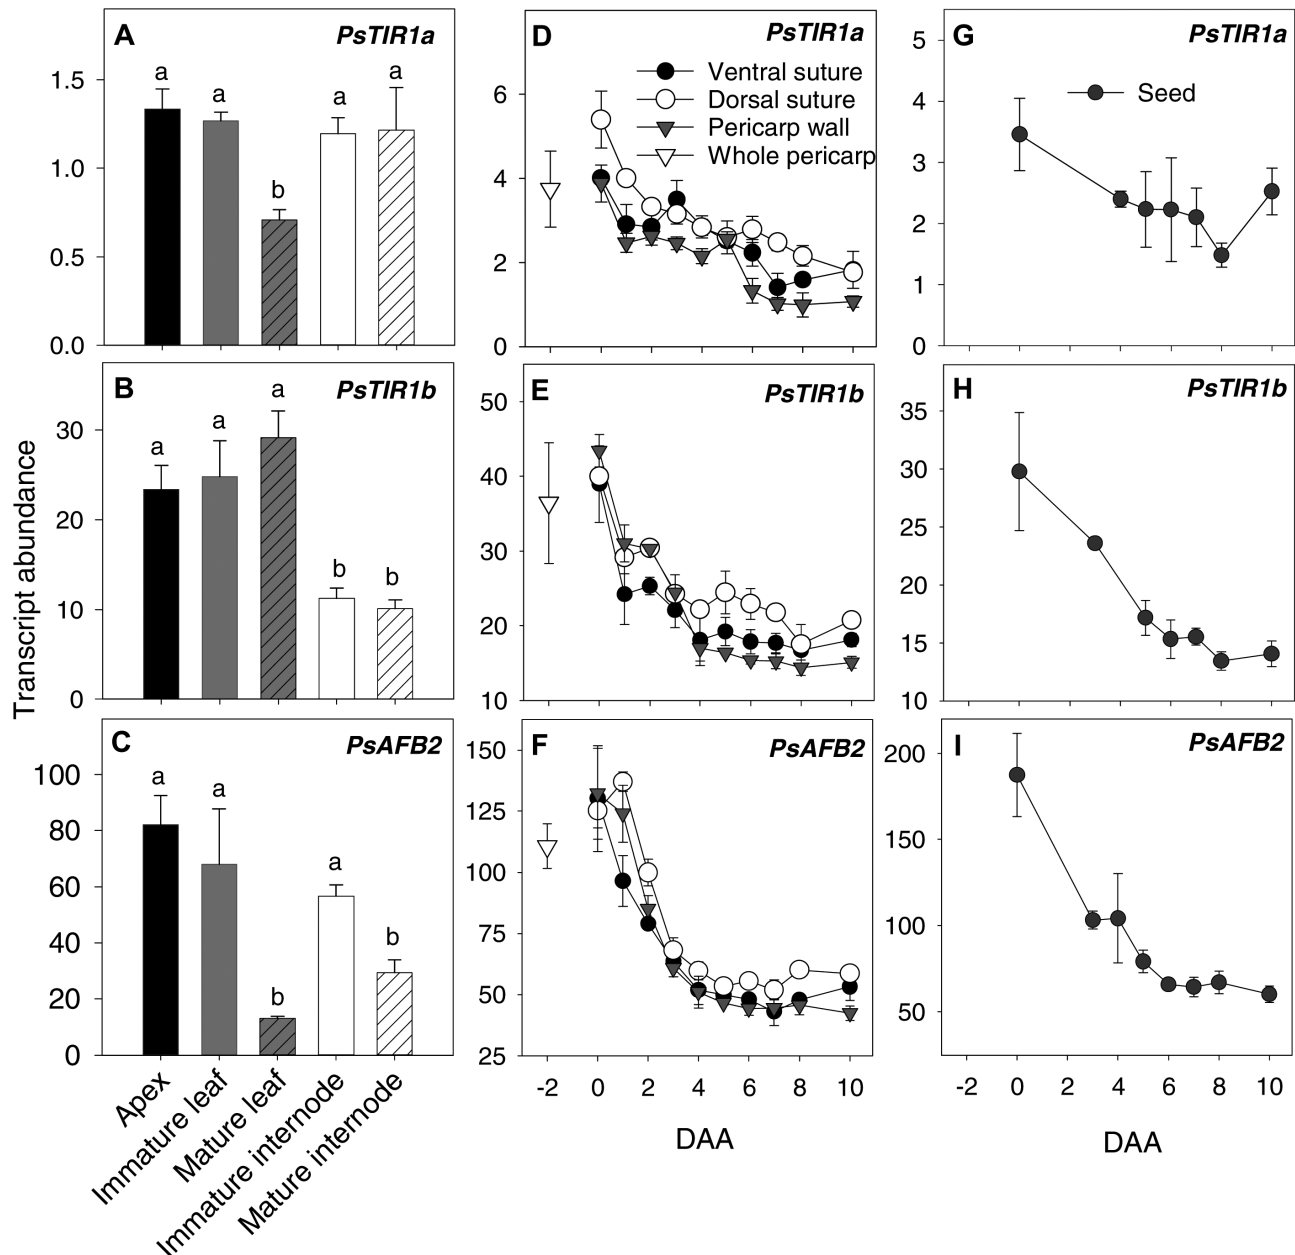 A
PsTIR1a
1.5
1.0
0.5
0.0
a
a
b
a
a
B
PsTIR1b
30
20
10
0
a
a
a
b
b
C
PsAFB2
100
80
60
40
20
0
a
a
b
a
b
Transcript abundance
Apex
Immature leaf
Mature leaf
Immature internode
Mature internode
D
PsTIR1a
Ventral suture
Dorsal suture
Pericarp wall
Whole pericarp
6
4
2
0
E
PsTIR1b
50
40
30
20
10
F
PsAFB2
150
125
100
75
50
25
-2 0 2 4 6 8 10
DAA
G
PsTIR1a
Seed
5
4
3
2
1
0
H
PsTIR1b
35
30
25
20
15
10
I
PsAFB2
200
150
100
50
-2 0 2 4 6 8 10
DAA